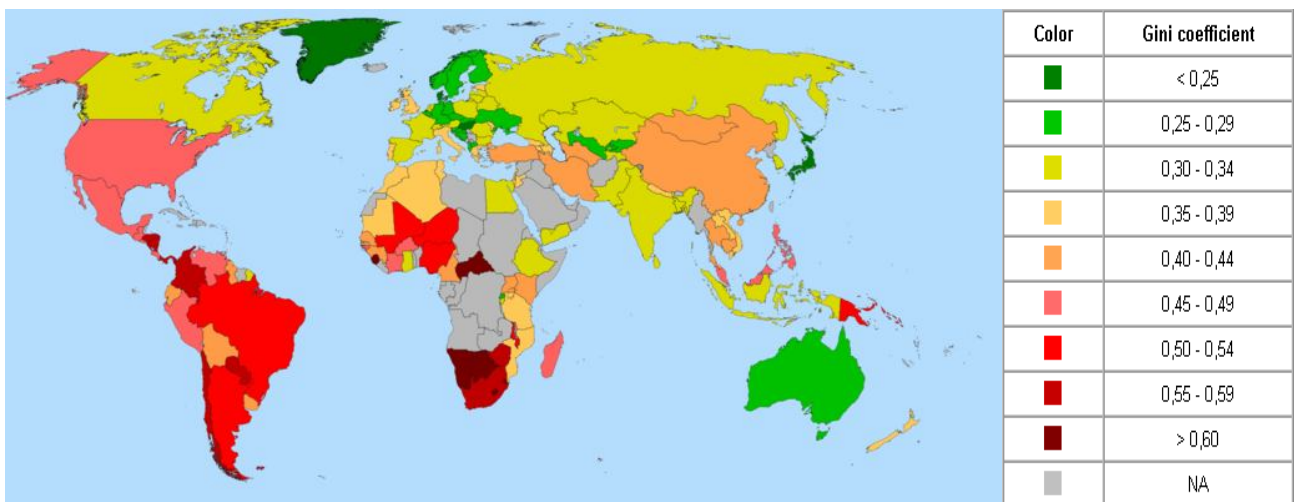 Color Gini coefficient
< 0,25
0,25 - 0,29
0,30 - 0,34
0,35 - 0,39
0,40 - 0,44
0,45 - 0,49
0,50 - 0,54
0,55 - 0,59
> 0,60
NA